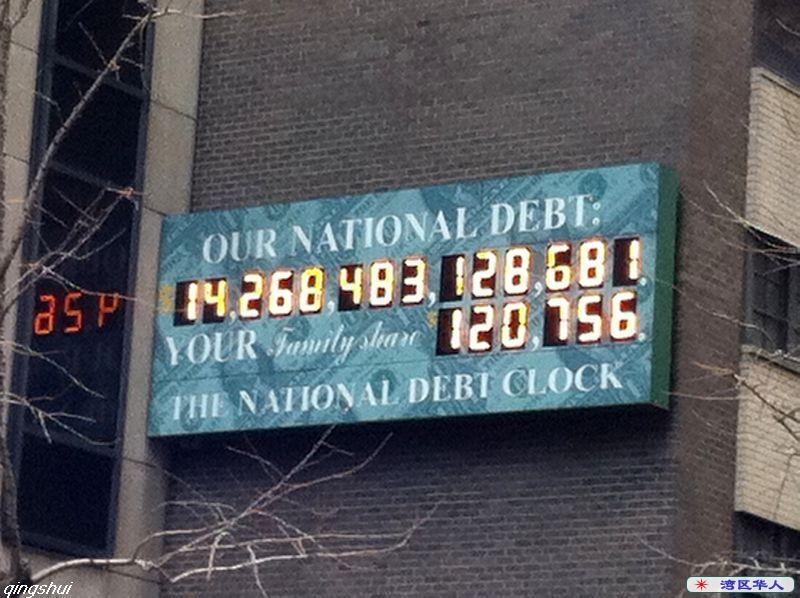 OUR NATIONAL DEBT:
$14,268,483,128,681.
YOUR Family share $120,756.
THE NATIONAL DEBT CLOCK
qingshui
湾区华人